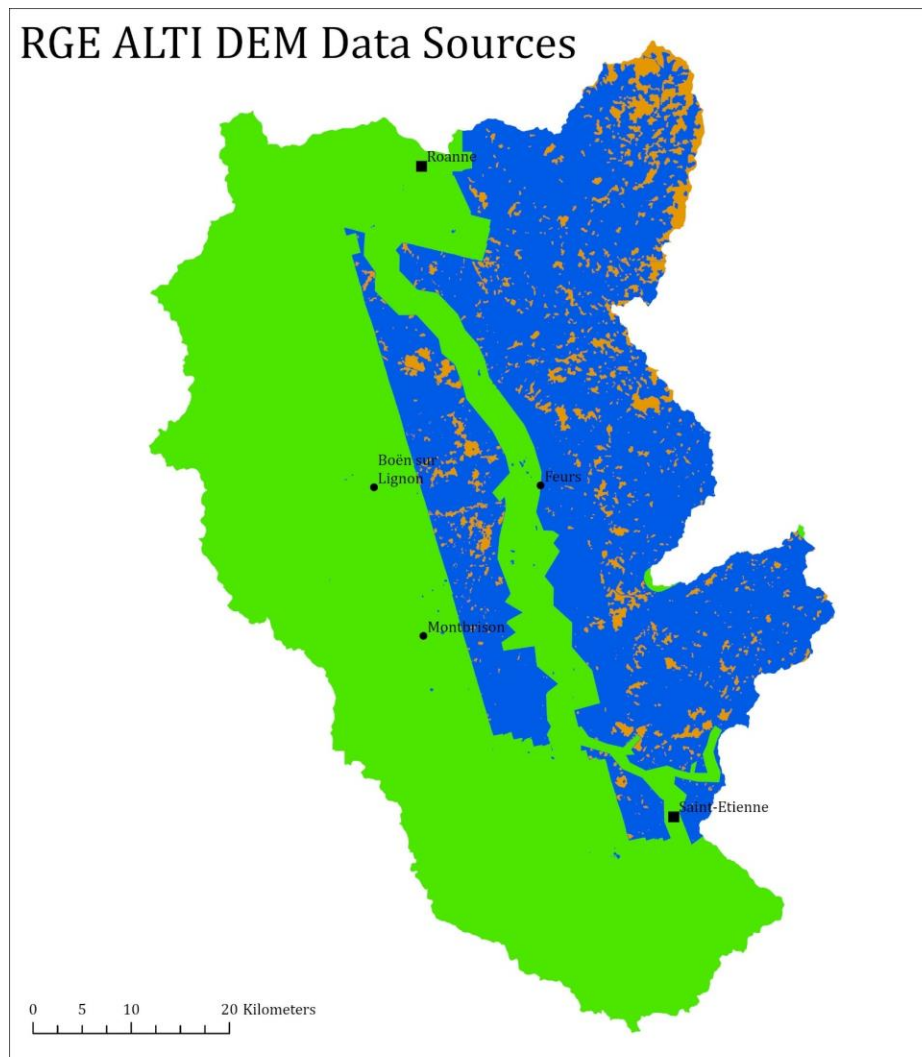 RGE ALTI DEM Data Sources
Roanne
Boën sur
Lignon
Feurs
Montbrison
Saint-Etienne
0 5 10 20 Kilometers